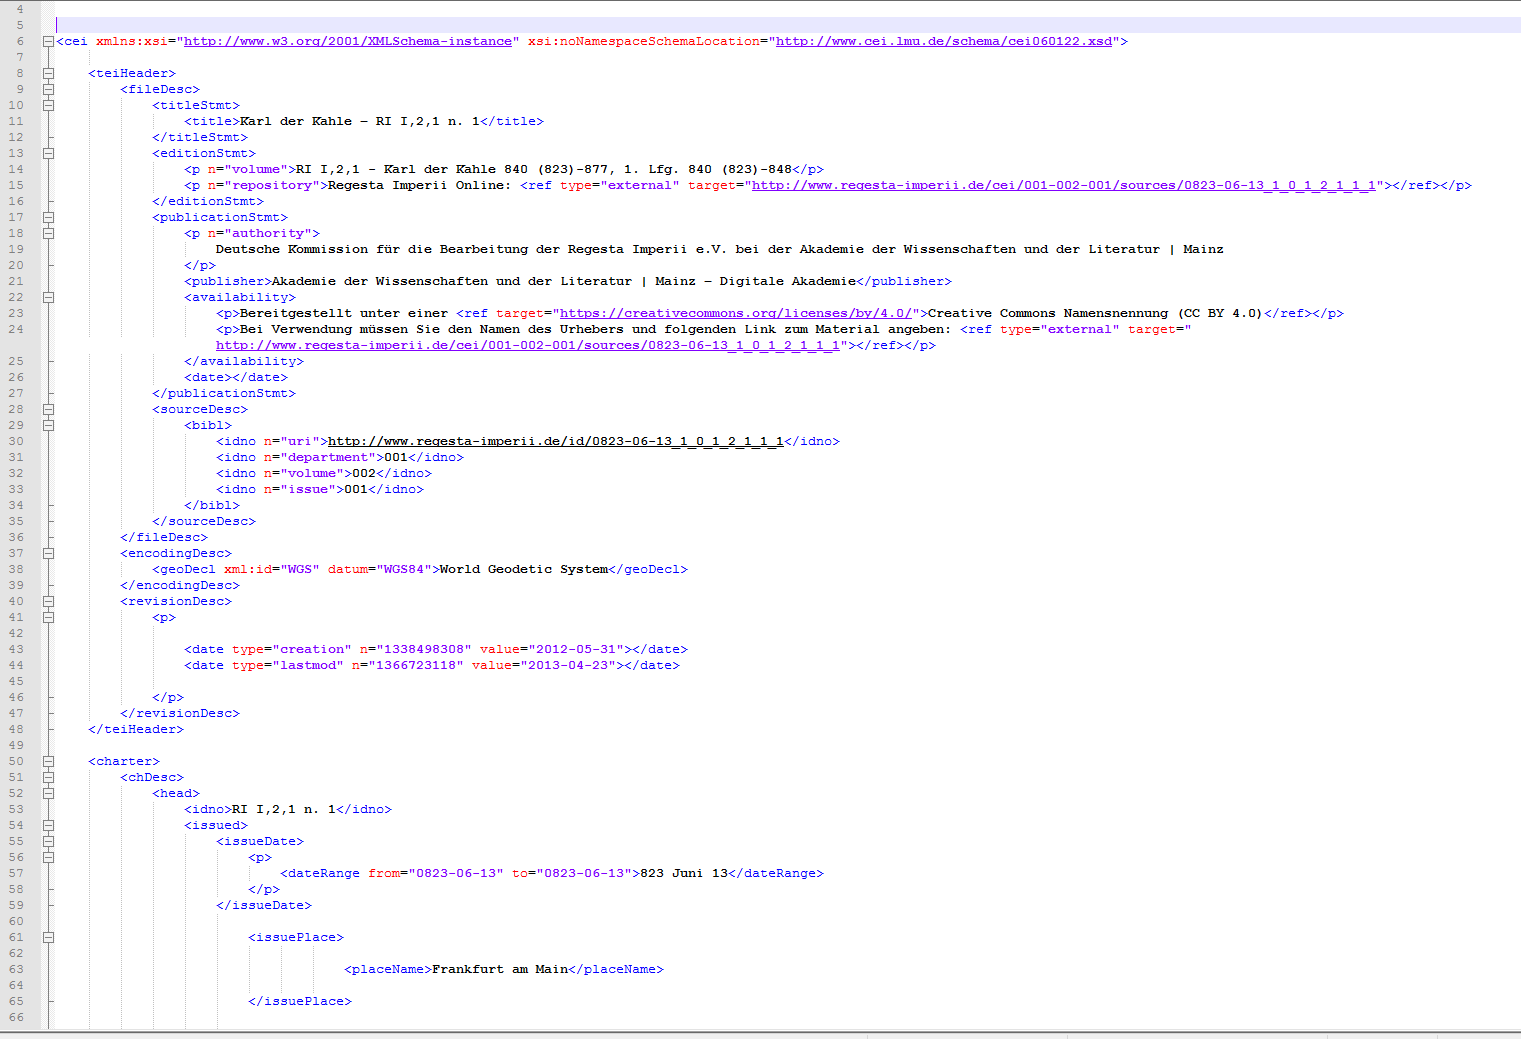 4
5
6 <cei xmlns:xsi="http://www.w3.org/2001/XMLSchema-instance" xsi:noNamespaceSchemaLocation="http://www.cei.lmu.de/schema/cei060122.xsd">
7
8 <teiHeader>
9 <fileDesc>
10 <titleStmt>
11 <title>Karl der Kahle – RI I,2,1 n. 1</title>
12 </titleStmt>
13 <editionStmt>
14 <p n="volume">RI I,2,1 - Karl der Kahle 840 (823)-877, 1. Lfg. 840 (823)-848</p>
15 <p n="repository">Regesta Imperii Online: <ref type="external" target="http://www.regesta-imperii.de/cei/001-002-001/sources/0823-06-13_1_0_1_2_1_1_1"></ref></p>
16 </editionStmt>
17 <publicationStmt>
18 <p n="authority">
19 Deutsche Kommission für die Bearbeitung der Regesta Imperii e.V. bei der Akademie der Wissenschaften und der Literatur | Mainz
20 </p>
21 <publisher>Akademie der Wissenschaften und der Literatur | Mainz – Digitale Akademie</publisher>
22 <availability>
23 <p>Bereitgestellt unter einer <ref target="https://creativecommons.org/licenses/by/4.0/">Creative Commons Namensnennung (CC BY 4.0)</ref></p>
24 <p>Bei Verwendung müssen Sie den Namen des Urhebers und folgenden Link zum Material angeben: <ref type="external" target="
http://www.regesta-imperii.de/cei/001-002-001/sources/0823-06-13_1_0_1_2_1_1_1"></ref></p>
25 </availability>
26 <date></date>
27 </publicationStmt>
28 <sourceDesc>
29 <bibl>
30 <idno n="uri">http://www.regesta-imperii.de/id/0823-06-13_1_0_1_2_1_1_1</idno>
31 <idno n="department">001</idno>
32 <idno n="volume">002</idno>
33 <idno n="issue">001</idno>
34 </bibl>
35 </sourceDesc>
36 </fileDesc>
37 <encodingDesc>
38 <geoDecl xml:id="WGS" datum="WGS84">World Geodetic System</geoDecl>
39 </encodingDesc>
40 <revisionDesc>
41 <p>
42
43 <date type="creation" n="1338498308" value="2012-05-31"></date>
44 <date type="lastmod" n="1366723118" value="2013-04-23"></date>
45
46 </p>
47 </revisionDesc>
48 </teiHeader>
49
50 <charter>
51 <chDesc>
52 <head>
53 <idno>RI I,2,1 n. 1</idno>
54 <issued>
55 <issueDate>
56 <p>
57 <dateRange from="0823-06-13" to="0823-06-13">823 Juni 13</dateRange>
58 </p>
59 </issueDate>
60
61 <issuePlace>
62
63 <placeName>Frankfurt am Main</placeName>
64
65 </issuePlace>
66